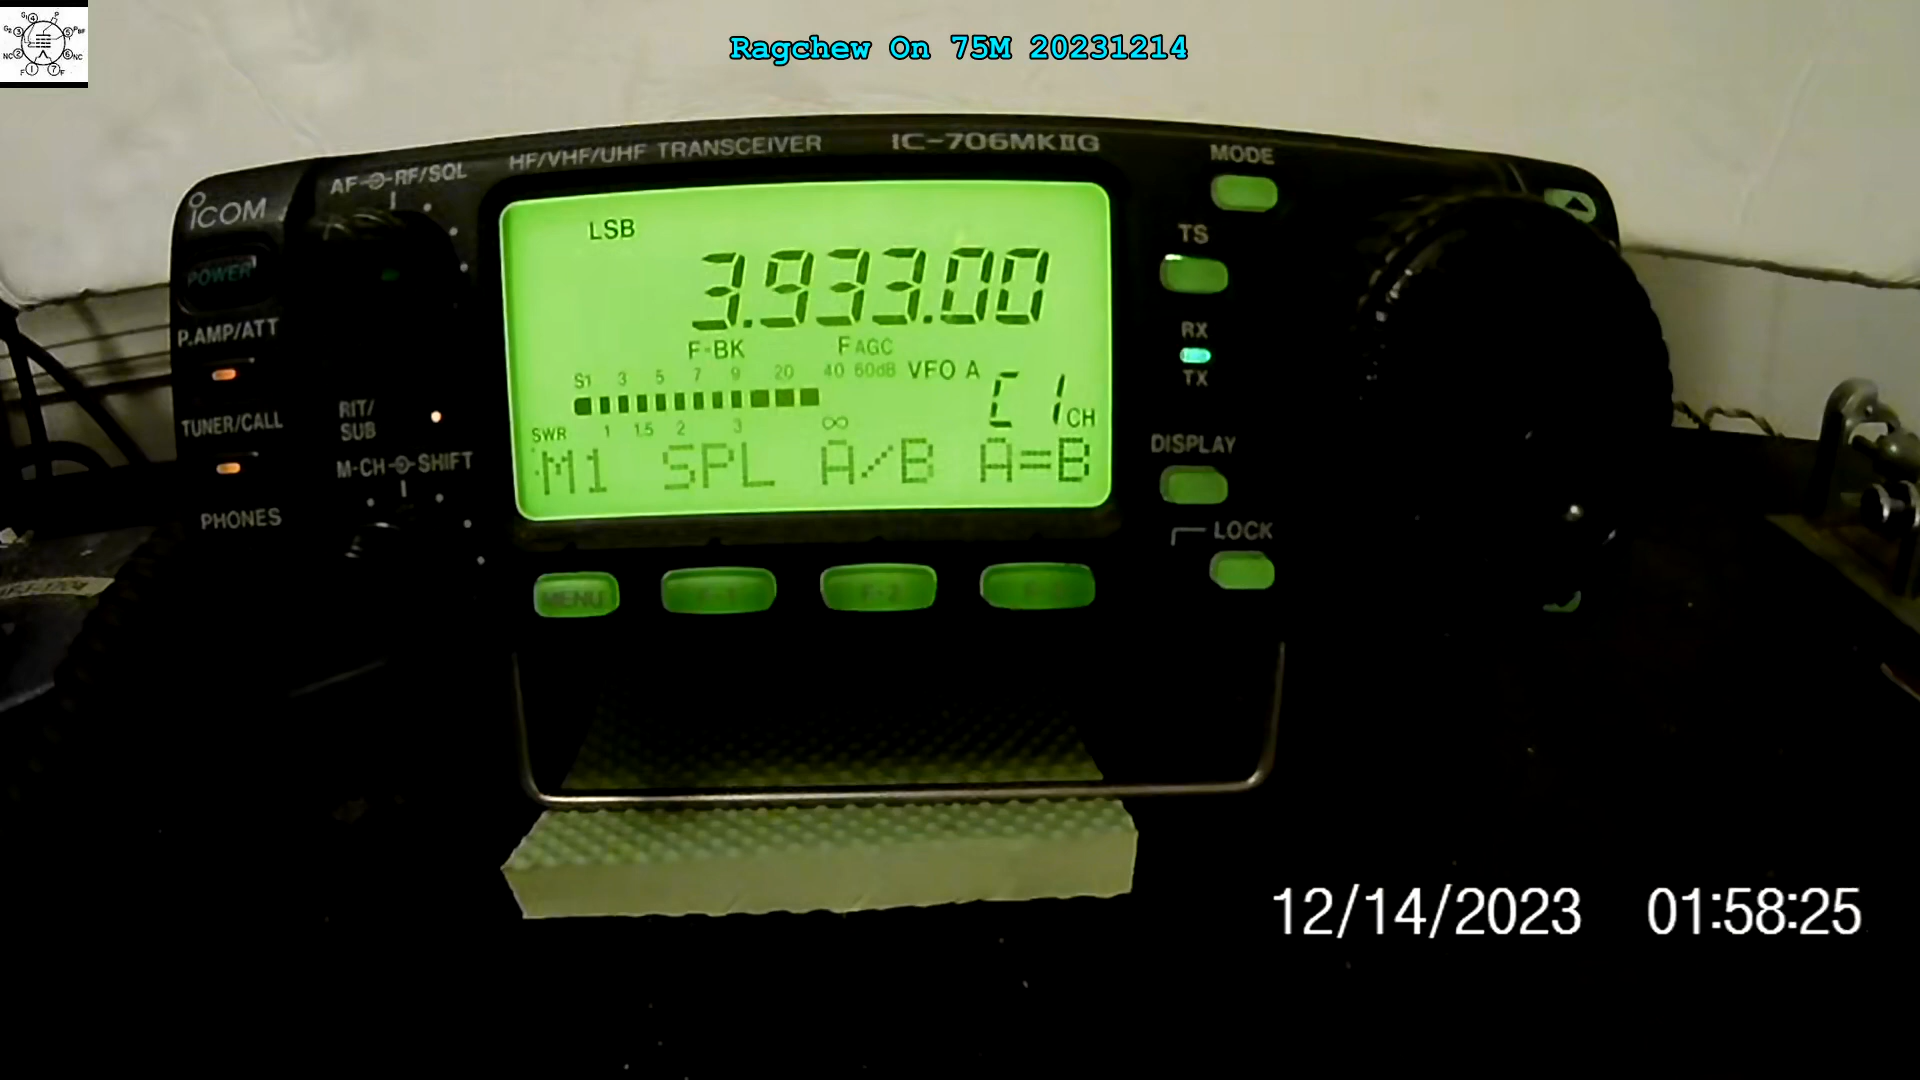 Ragchew On 75M 20231214
HF/VHF/UHF TRANSCEIVER IC-706MKIIG
AF RF/SQL
MODE
ICOM
LSB
TS
POWER
3.933.00
P.AMP/ATT
F-BK F AGC
RX
S1 3 5 7 9 20 40 60dB VFO A
TX
C1 CH
RIT/
SUB
TUNER/CALL
SWR 1 1.5 2 3 ∞
DISPLAY
M-CH SHIFT
M1 SPL A/B A=B
PHONES
LOCK
MENU F-1 F-2
12/14/2023 01:58:25